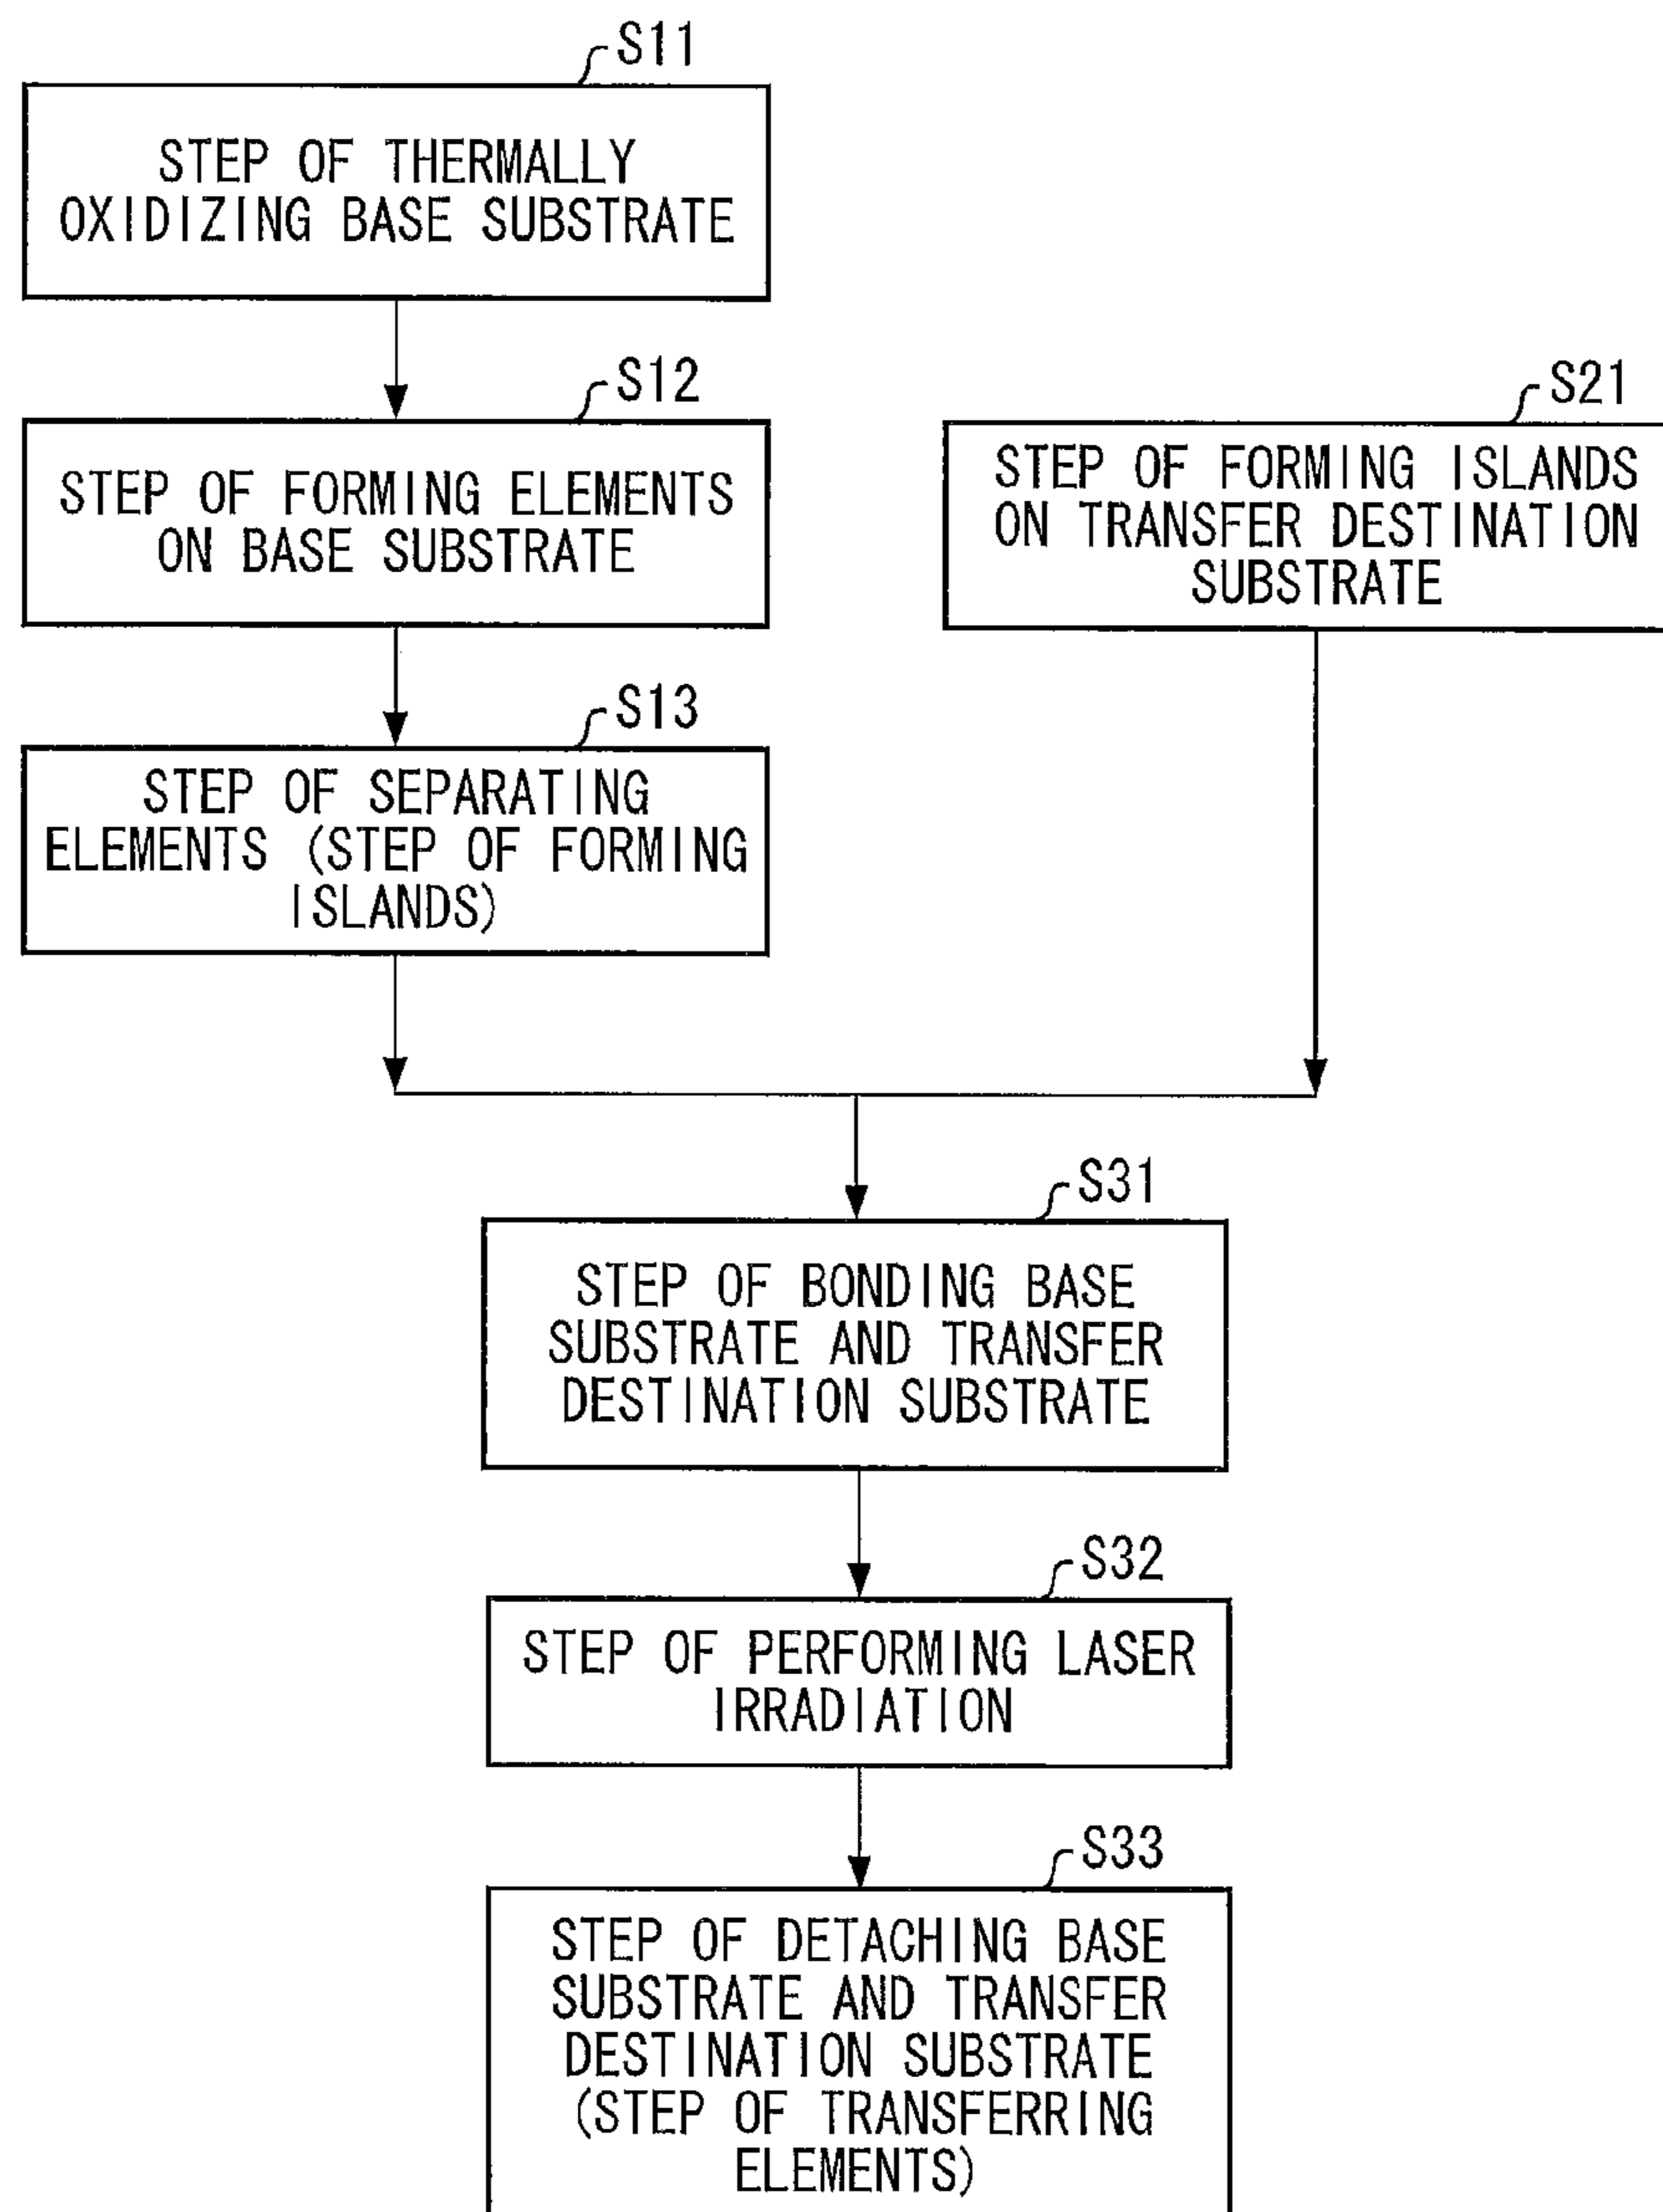 S11
STEP OF THERMALLY
OXIDIZING BASE SUBSTRATE
S12
STEP OF FORMING ELEMENTS
ON BASE SUBSTRATE
S21
STEP OF FORMING ISLANDS
ON TRANSFER DESTINATION
SUBSTRATE
S13
STEP OF SEPARATING
ELEMENTS (STEP OF FORMING
ISLANDS)
S31
STEP OF BONDING BASE
SUBSTRATE AND TRANSFER
DESTINATION SUBSTRATE
S32
STEP OF PERFORMING LASER
IRRADIATION
S33
STEP OF DETACHING BASE
SUBSTRATE AND TRANSFER
DESTINATION SUBSTRATE
(STEP OF TRANSFERRING
ELEMENTS)